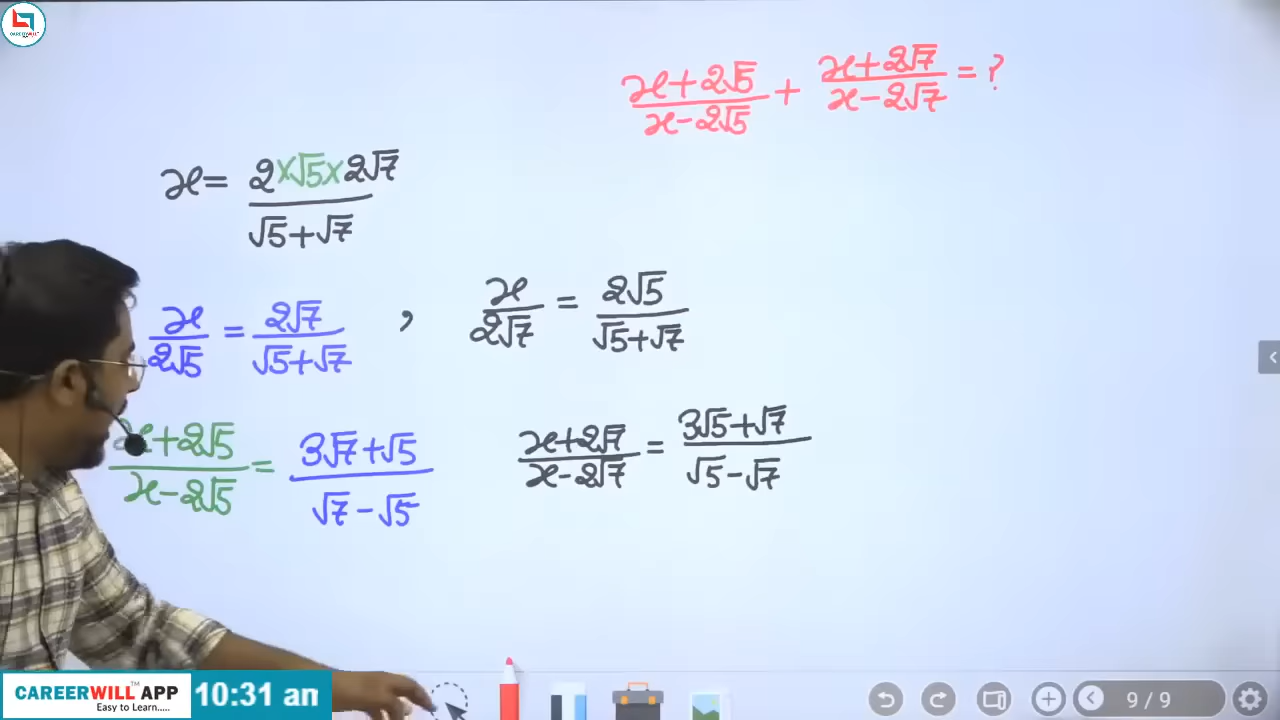 CAREERWILL
(x+2√5)/(x-2√5) + (x+2√7)/(x-2√7) = ?
x = (2×√5×2√7)/(√5+√7)
x/2√5 = 2√7/(√5+√7) , x/2√7 = 2√5/(√5+√7)
(x+2√5)/(x-2√5) = (3√7+√5)/(√7-√5)
(x+2√7)/(x-2√7) = (3√5+√7)/(√5-√7)
CAREERWILL™ APP
Easy to Learn.....
10:31 am
9 / 9